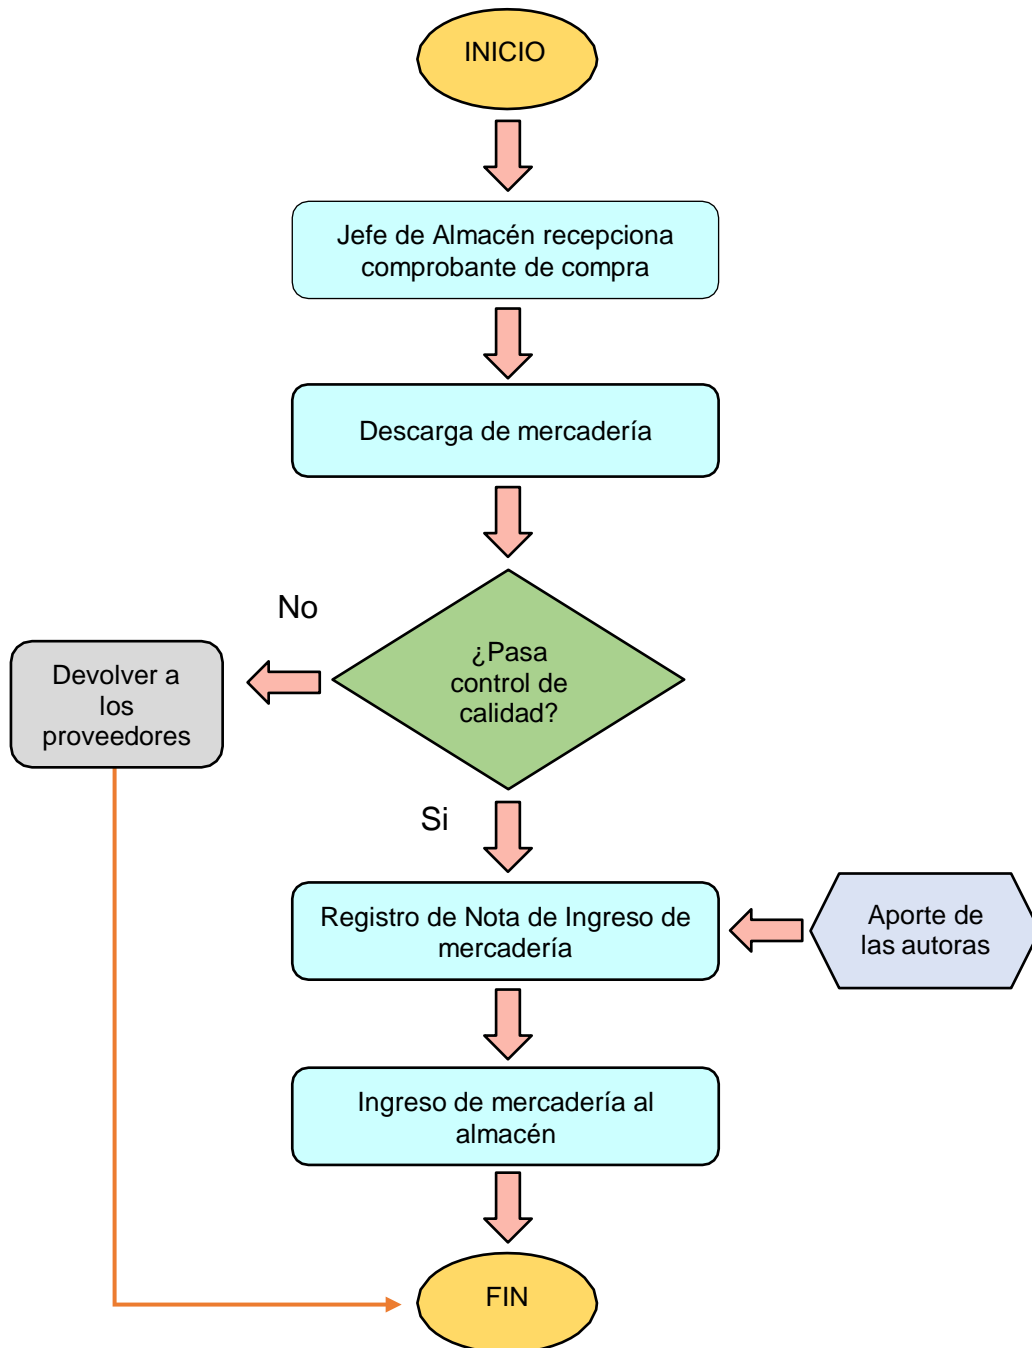 INICIO
Jefe de Almacén recepciona
comprobante de compra
Descarga de mercadería
No
¿Pasa
control de
calidad?
Devolver a
los
proveedores
Si
Registro de Nota de Ingreso de
mercadería
Aporte de
las autoras
Ingreso de mercadería al
almacén
FIN